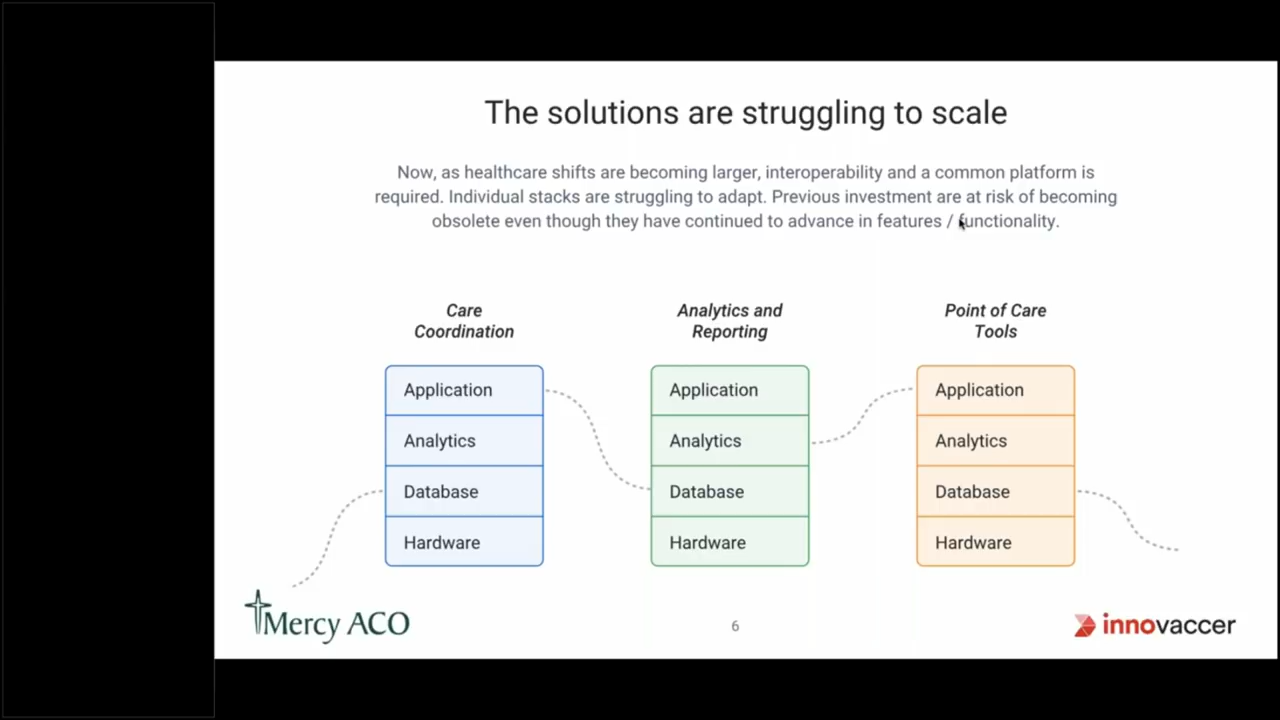 The solutions are struggling to scale
Now, as healthcare shifts are becoming larger, interoperability and a common platform is
required. Individual stacks are struggling to adapt. Previous investment are at risk of becoming
obsolete even though they have continued to advance in features / functionality.
Care
Coordination
Application
Analytics
Database
Hardware
Analytics and
Reporting
Application
Analytics
Database
Hardware
Point of Care
Tools
Application
Analytics
Database
Hardware
Mercy ACO
6
innovaccer